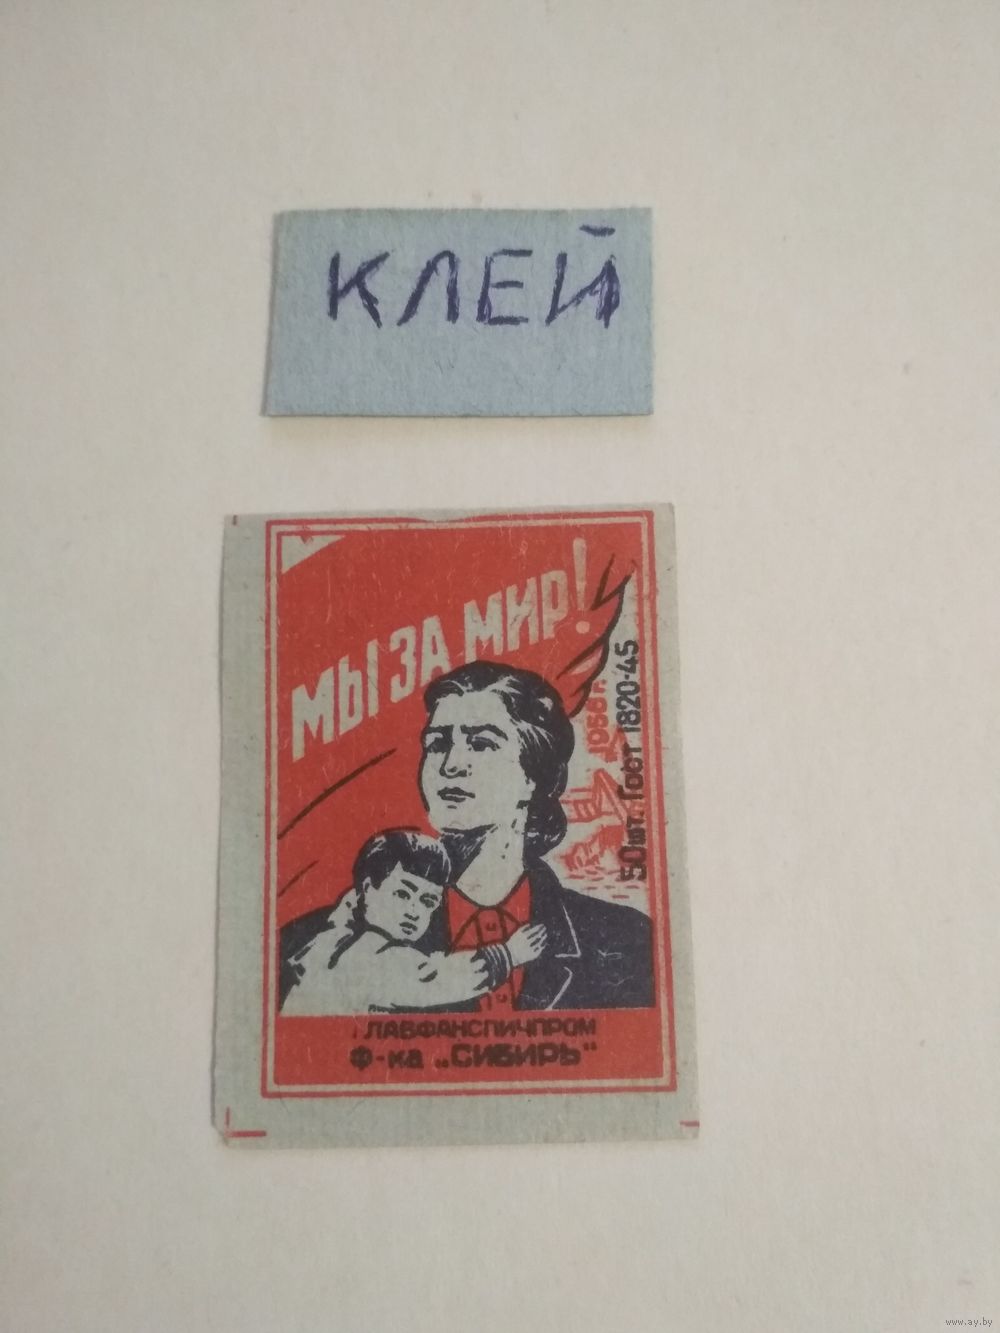 КЛЕЙ
МЫ ЗА МИР!
1956 г.
50 шт. Гост 1820-45
ГЛАВФАНСПИЧПРОМ
Ф-ка „СИБИРЬ"
www.ay.by